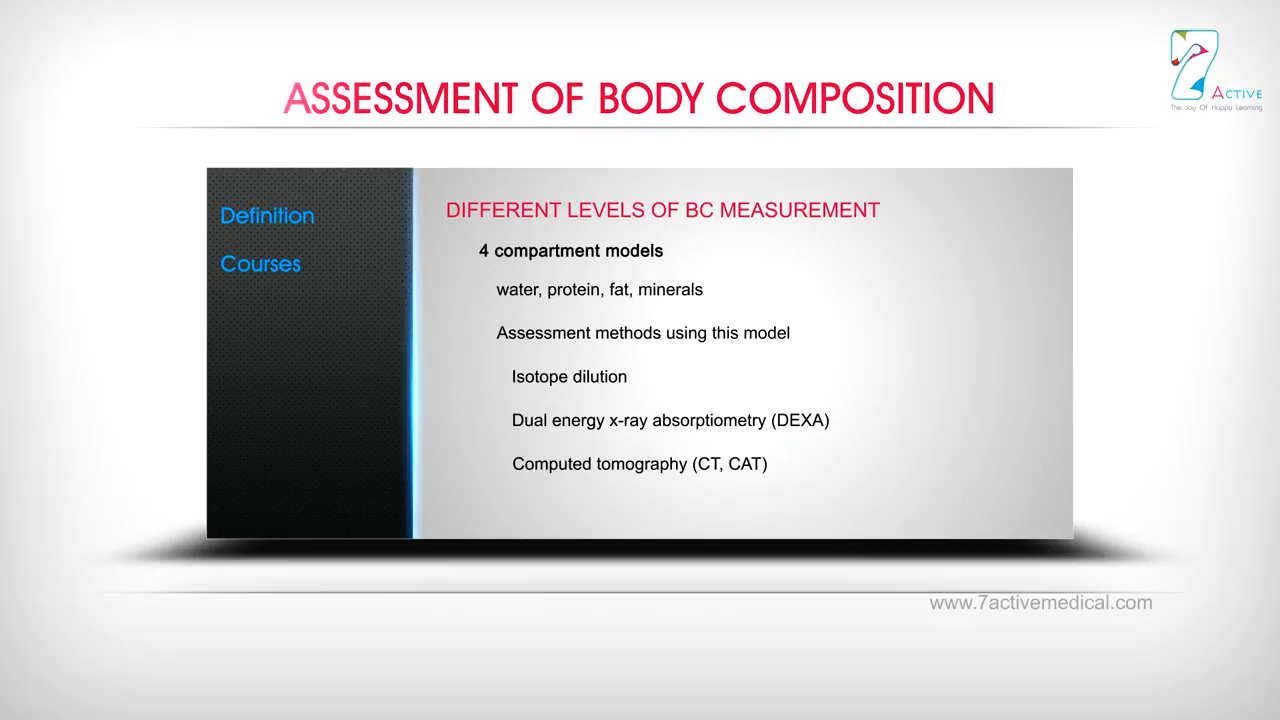 ASSESSMENT OF BODY COMPOSITION
7
ACTIVE
The Joy Of Happy Learning
Definition
Courses
DIFFERENT LEVELS OF BC MEASUREMENT
4 compartment models
water, protein, fat, minerals
Assessment methods using this model
Isotope dilution
Dual energy x-ray absorptiometry (DEXA)
Computed tomography (CT, CAT)
www.7activemedical.com